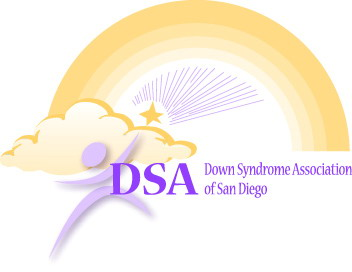 DSA
Down Syndrome Association
of San Diego